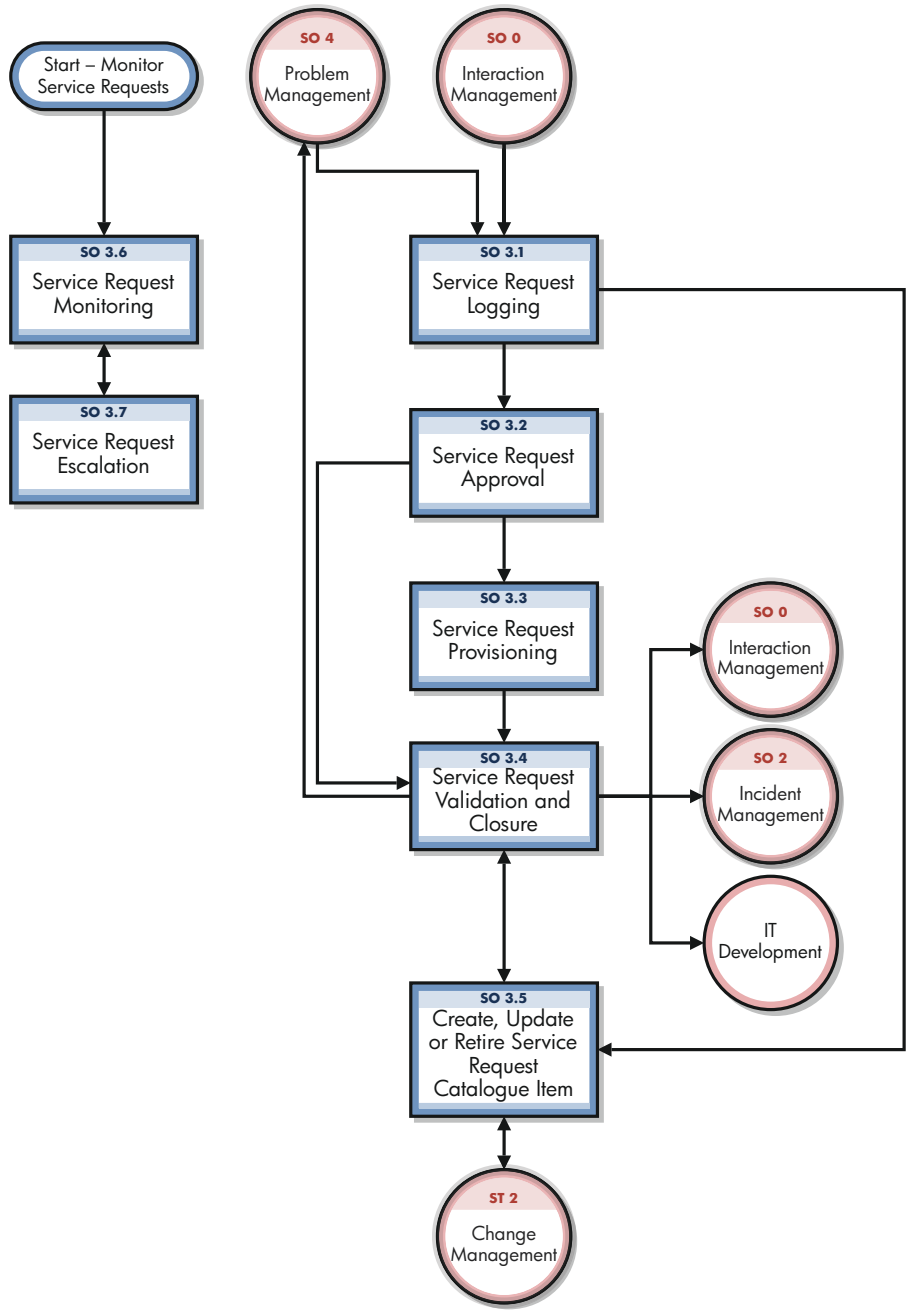 Start – Monitor
Service Requests
SO 4
Problem
Management
SO 0
Interaction
Management
SO 3.6
Service Request
Monitoring
SO 3.7
Service Request
Escalation
SO 3.1
Service Request
Logging
SO 3.2
Service Request
Approval
SO 3.3
Service Request
Provisioning
SO 3.4
Service Request
Validation and
Closure
SO 0
Interaction
Management
SO 2
Incident
Management
IT
Development
SO 3.5
Create, Update
or Retire Service
Request
Catalogue Item
ST 2
Change
Management